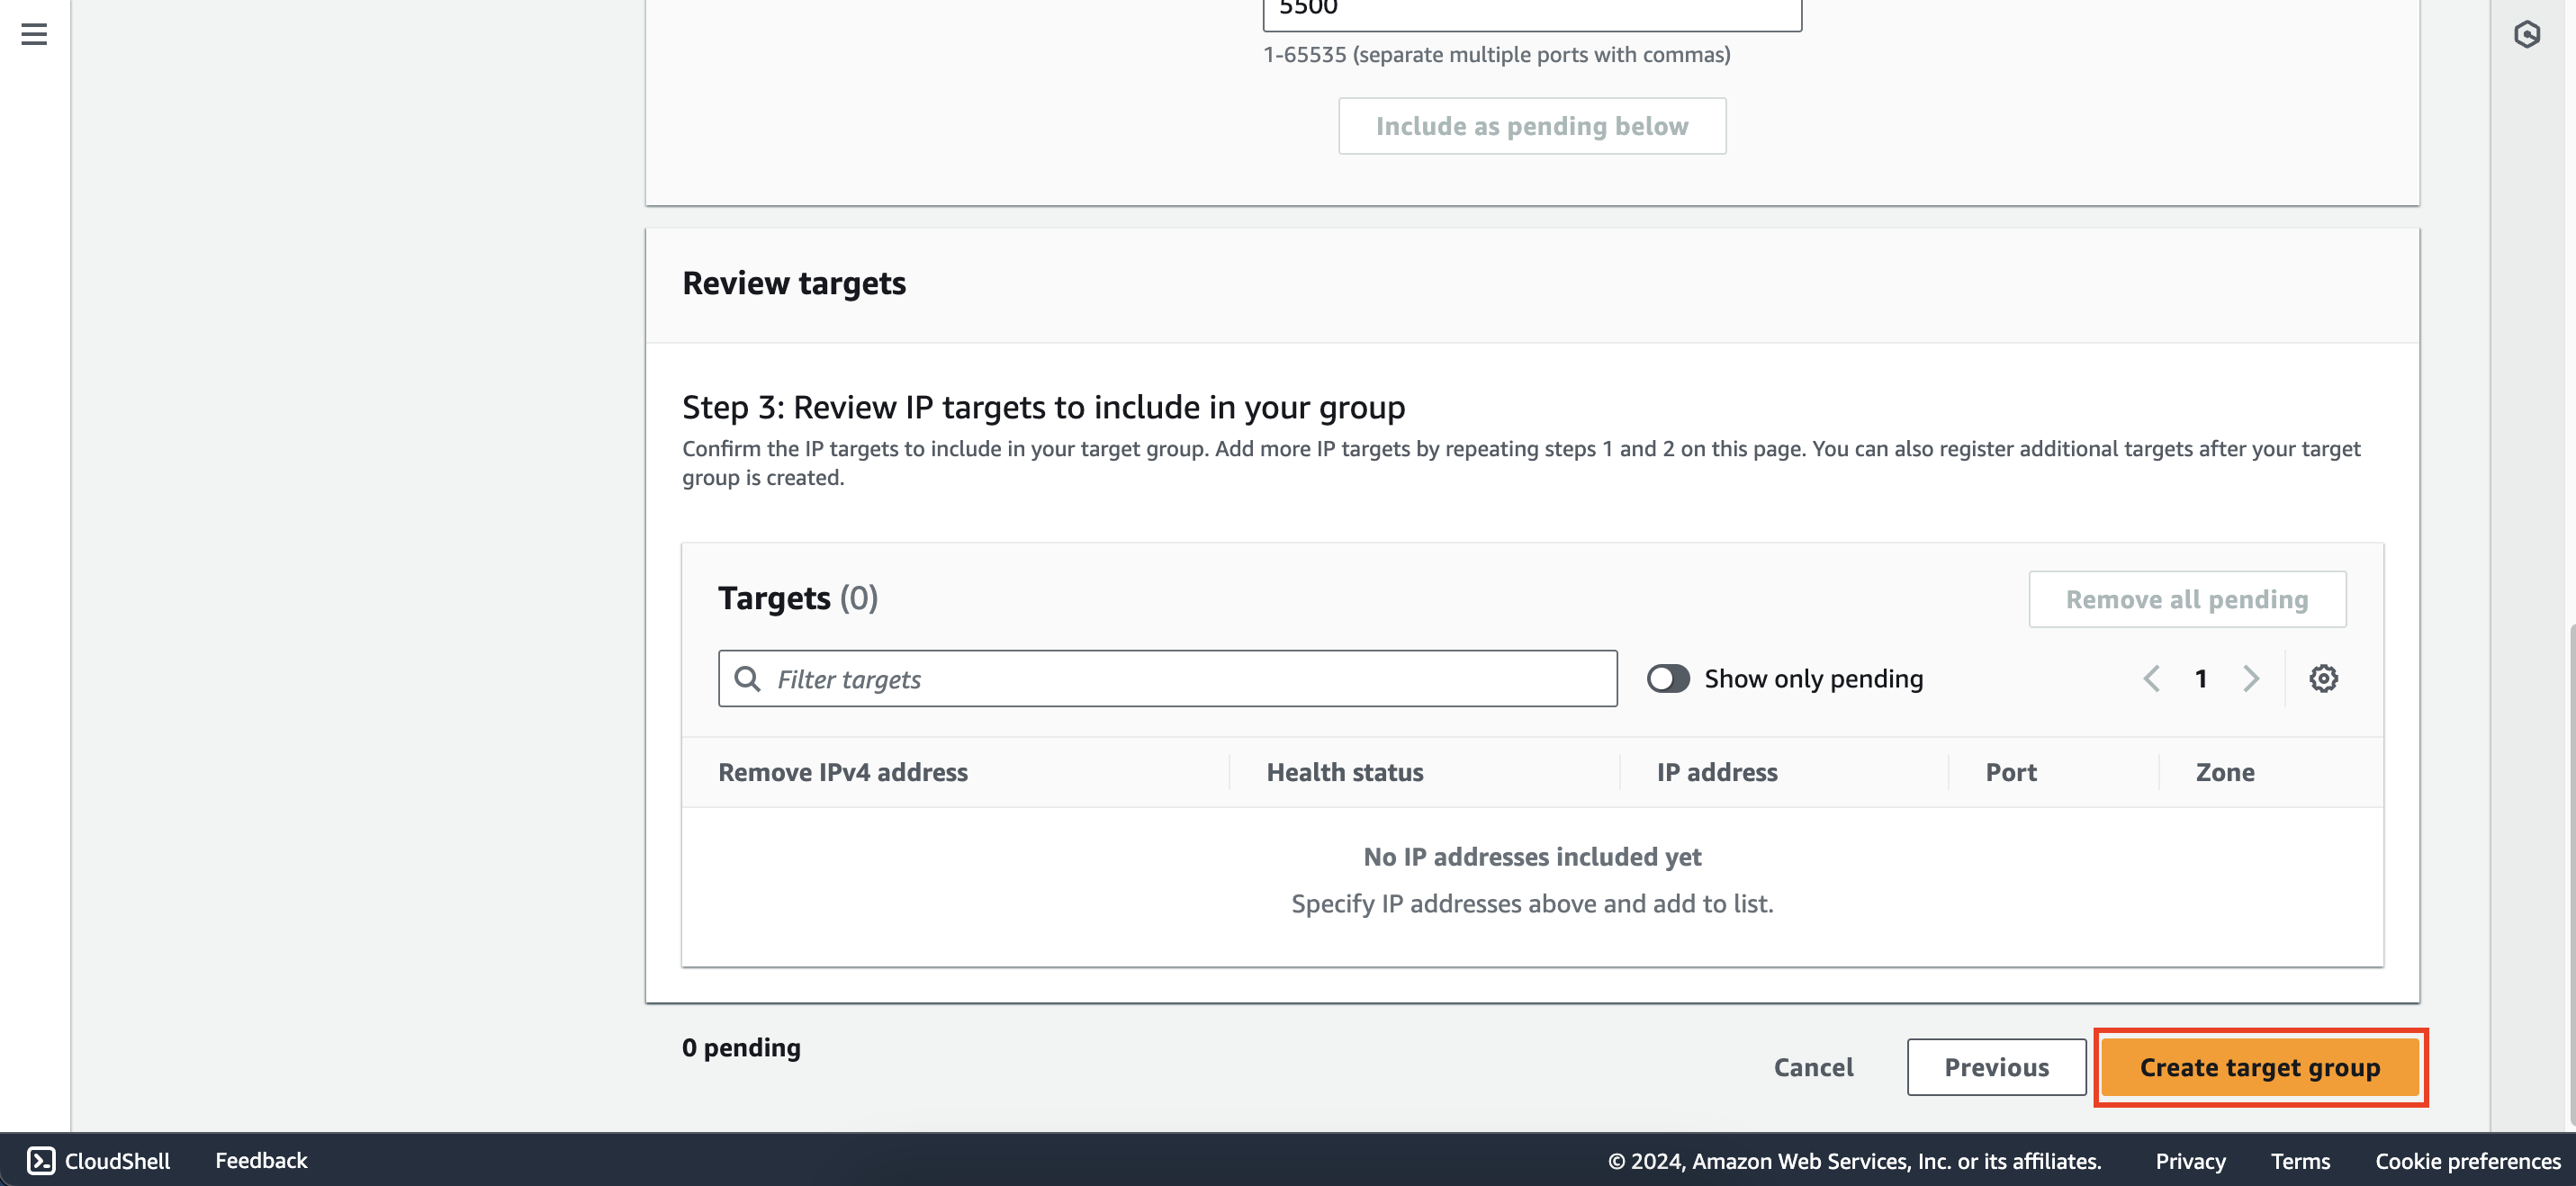 5500
1-65535 (separate multiple ports with commas)
Include as pending below
Review targets
Step 3: Review IP targets to include in your group
Confirm the IP targets to include in your target group. Add more IP targets by repeating steps 1 and 2 on this page. You can also register additional targets after your target
group is created.
Targets (0)
Remove all pending
Filter targets
Show only pending
1
Remove IPv4 address
Health status
IP address
Port
Zone
No IP addresses included yet
Specify IP addresses above and add to list.
0 pending
Cancel
Previous
Create target group
CloudShell
Feedback
© 2024, Amazon Web Services, Inc. or its affiliates.
Privacy
Terms
Cookie preferences